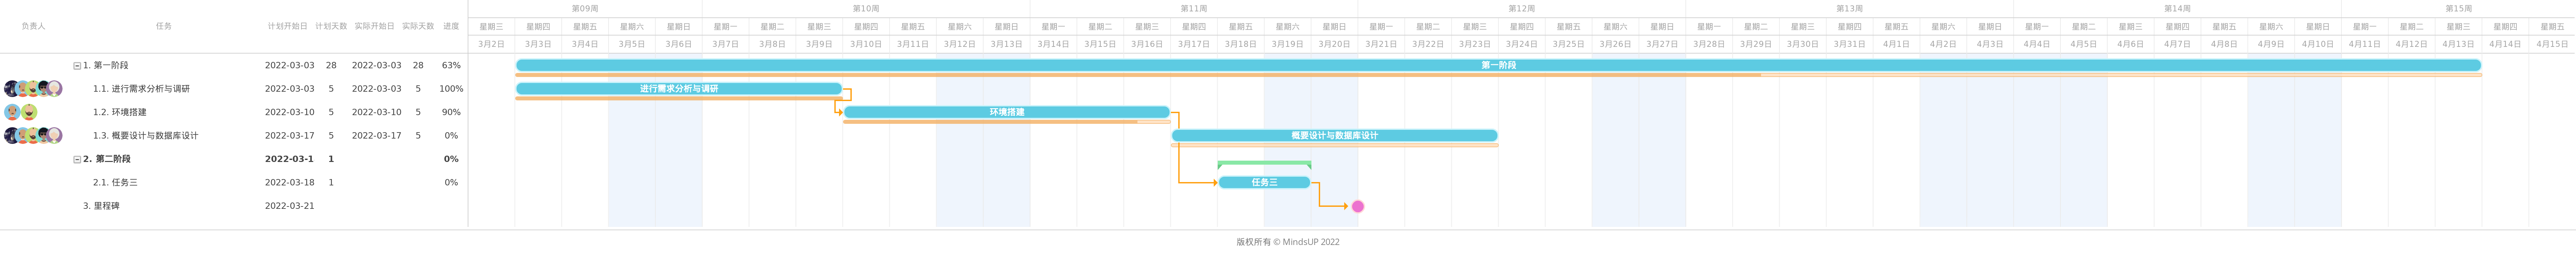 第09周 第10周 第11周 第12周 第13周 第14周 第15周
负责人 任务 计划开始日 计划天数 实际开始日 实际天数 进度 星期三 星期四 星期五 星期六 星期日 星期一 星期二 星期三 星期四 星期五 星期六 星期日 星期一 星期二 星期三 星期四 星期五 星期六 星期日 星期一 星期二 星期三 星期四 星期五 星期六 星期日 星期一 星期二 星期三 星期四 星期五 星期六 星期日 星期一 星期二 星期三 星期四 星期五 星期六 星期日 星期一 星期二 星期三 星期四 星期五
3月2日 3月3日 3月4日 3月5日 3月6日 3月7日 3月8日 3月9日 3月10日 3月11日 3月12日 3月13日 3月14日 3月15日 3月16日 3月17日 3月18日 3月19日 3月20日 3月21日 3月22日 3月23日 3月24日 3月25日 3月26日 3月27日 3月28日 3月29日 3月30日 3月31日 4月1日 4月2日 4月3日 4月4日 4月5日 4月6日 4月7日 4月8日 4月9日 4月10日 4月11日 4月12日 4月13日 4月14日 4月15日
1. 第一阶段 2022-03-03 28 2022-03-03 28 63% 第一阶段
1.1. 进行需求分析与调研 2022-03-03 5 2022-03-03 5 100% 进行需求分析与调研
1.2. 环境搭建 2022-03-10 5 2022-03-10 5 90% 环境搭建
1.3. 概要设计与数据库设计 2022-03-17 5 2022-03-17 5 0% 概要设计与数据库设计
2. 第二阶段 2022-03-1 1 0%
2.1. 任务三 2022-03-18 1 0% 任务三
3. 里程碑 2022-03-21
版权所有 © MindsUP 2022